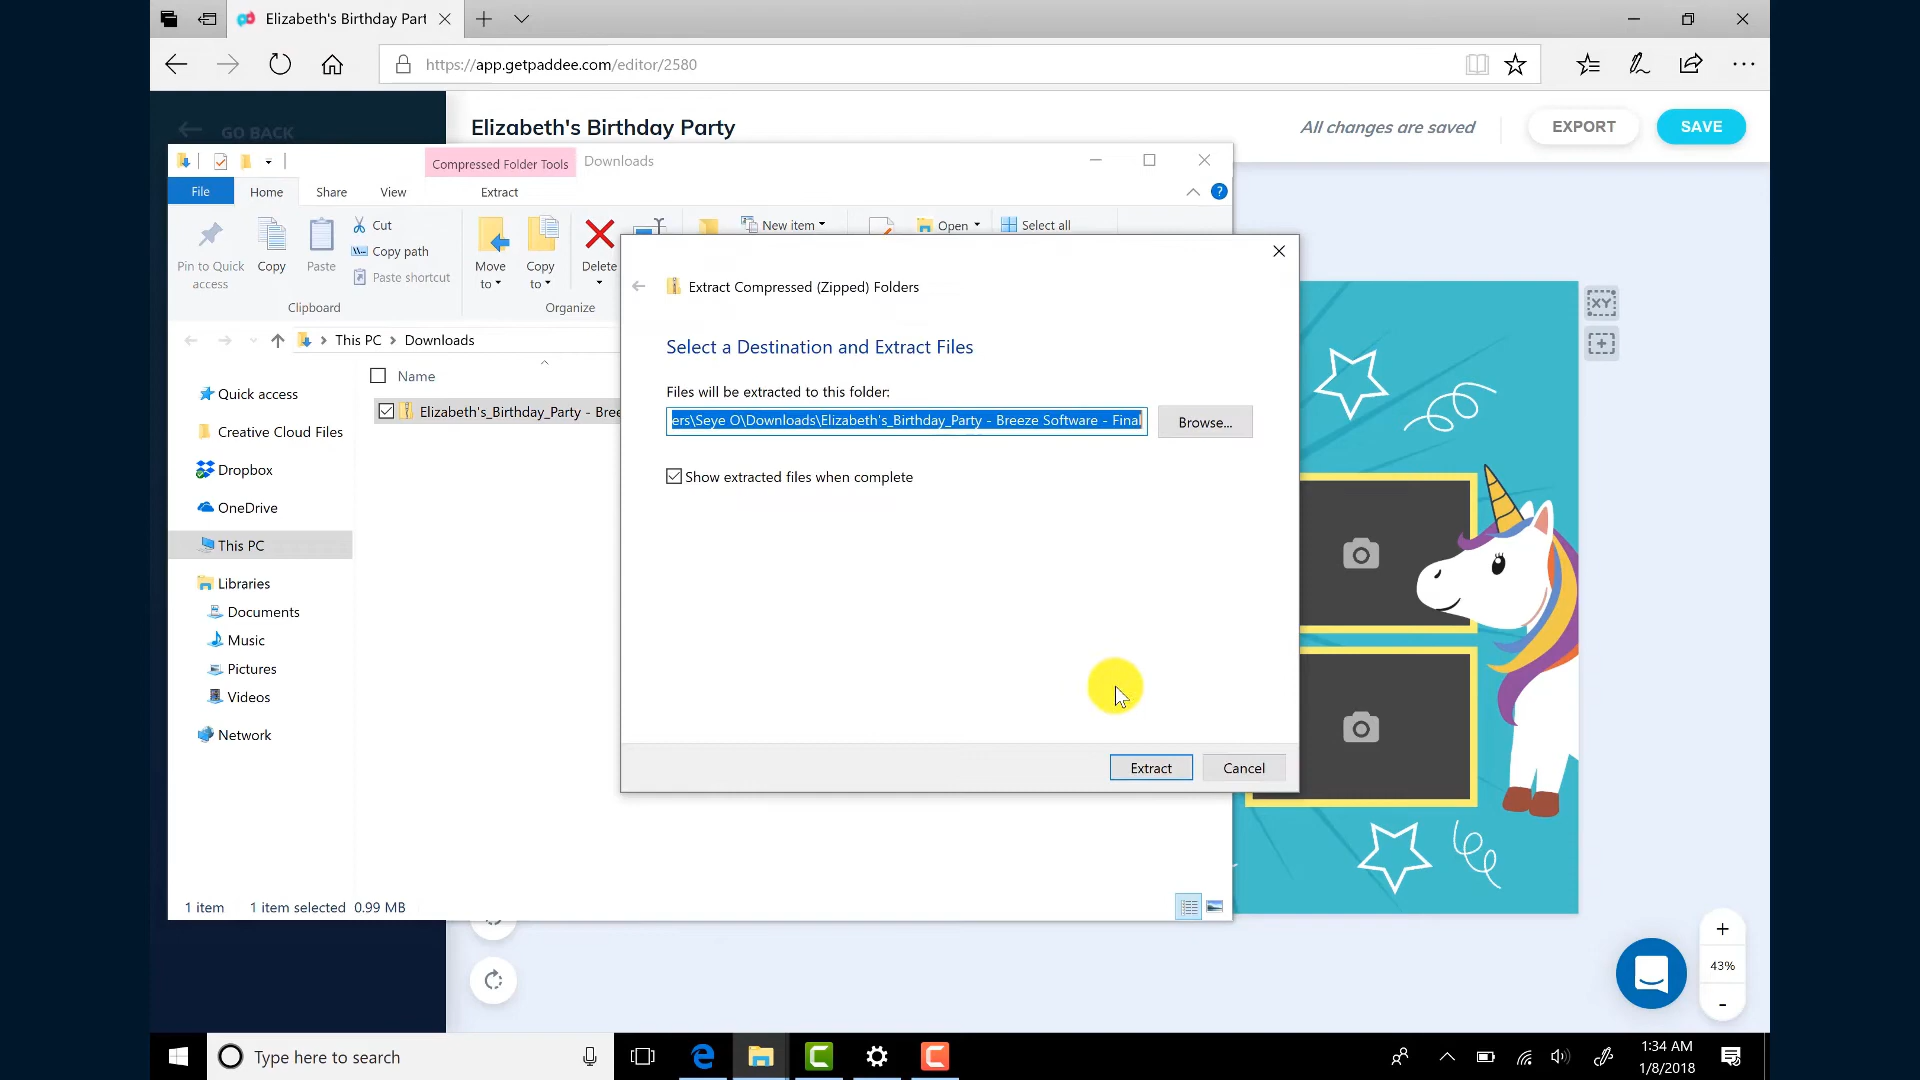 Elizabeth's Birthday Part
https://app.getpaddee.com/editor/2580
GO BACK
Elizabeth's Birthday Party
All changes are saved
EXPORT
SAVE
Compressed Folder Tools
Downloads
File
Home
Share
View
Extract
?
Pin to Quick
access
Copy
Paste
Cut
Copy path
Paste shortcut
Clipboard
Move
to
Copy
to
Delete
Organize
New item
Open
Select all
This PC
Downloads
Name
Elizabeth's_Birthday_Party - Bree
Quick access
Creative Cloud Files
Dropbox
OneDrive
This PC
Libraries
Documents
Music
Pictures
Videos
Network
1 item
1 item selected
0.99 MB
Extract Compressed (Zipped) Folders
Select a Destination and Extract Files
Files will be extracted to this folder:
ers\Seye O\Downloads\Elizabeth's_Birthday_Party - Breeze Software - Final
Browse...
Show extracted files when complete
Extract
Cancel
XY
+
43%
-
Type here to search
1:34 AM
1/8/2018